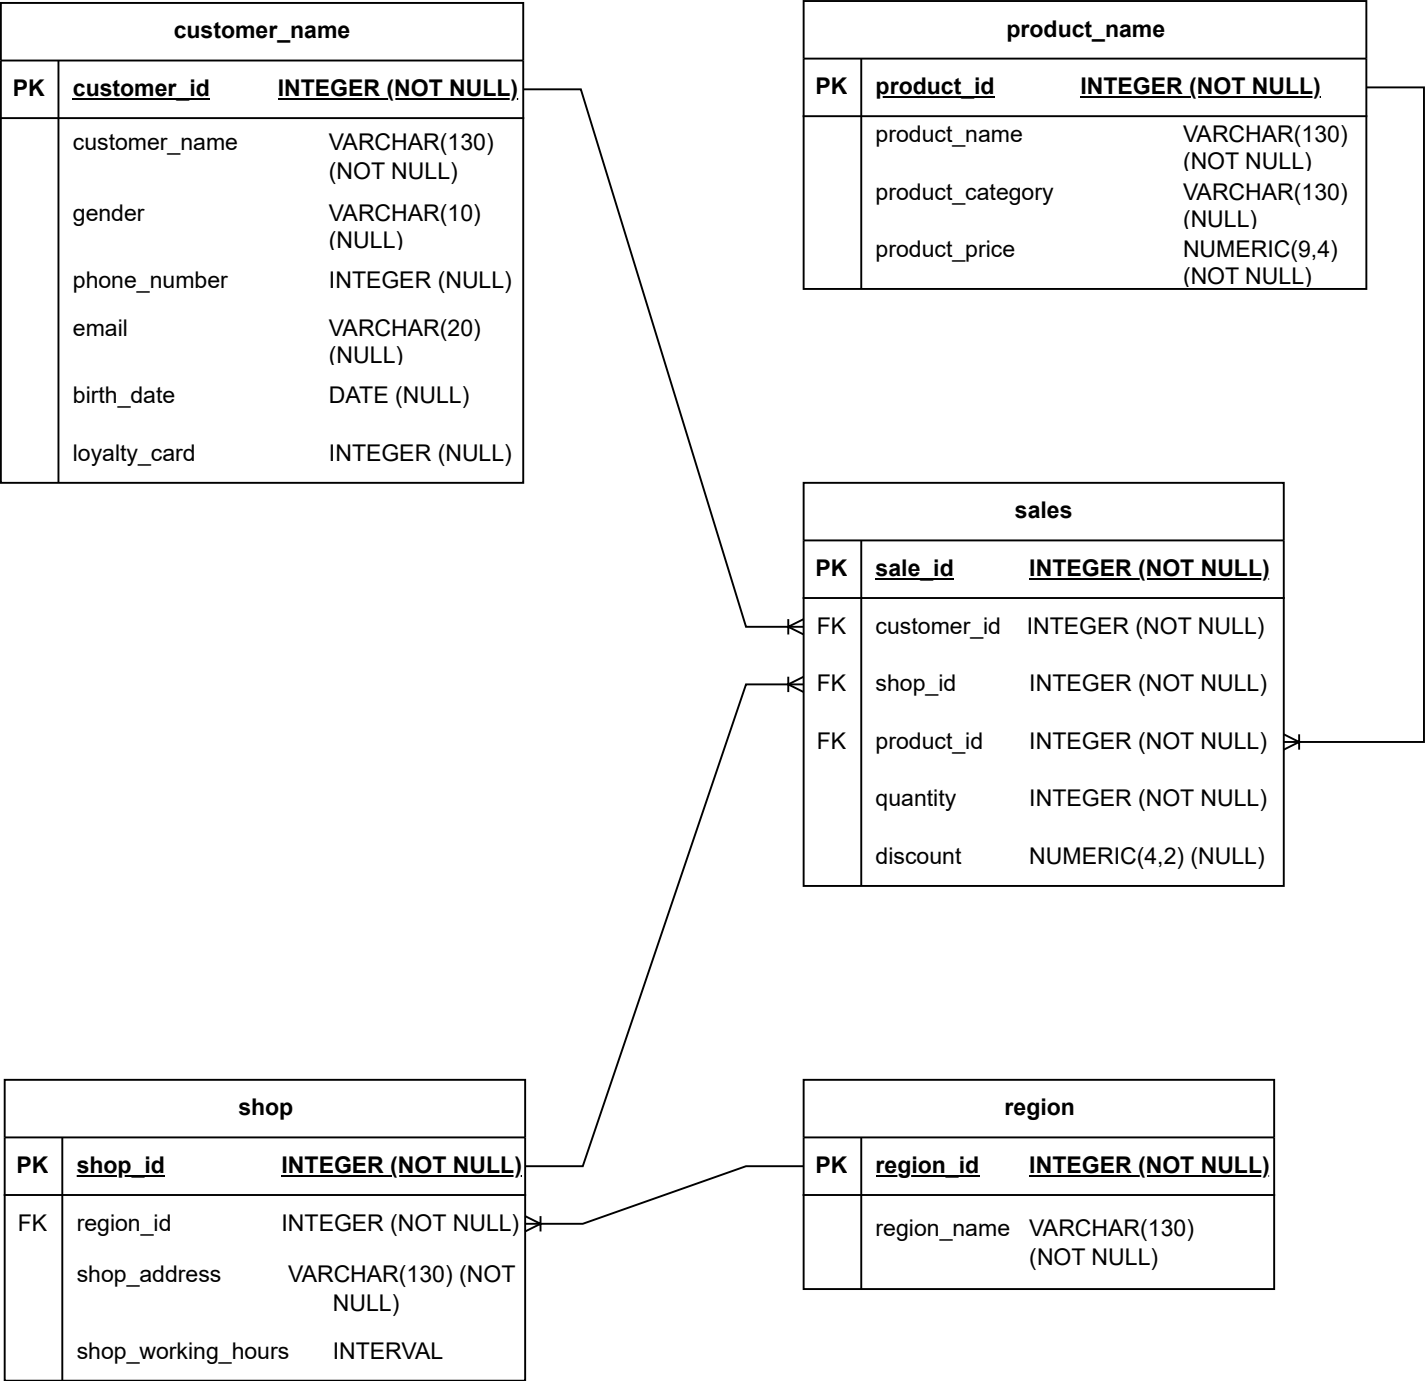 customer_name
PK customer_id INTEGER (NOT NULL)
customer_name VARCHAR(130)
(NOT NULL)
gender VARCHAR(10)
(NULL)
phone_number INTEGER (NULL)
email VARCHAR(20)
(NULL)
birth_date DATE (NULL)
loyalty_card INTEGER (NULL)
product_name
PK product_id INTEGER (NOT NULL)
product_name VARCHAR(130)
(NOT NULL)
product_category VARCHAR(130)
(NULL)
product_price NUMERIC(9,4)
(NOT NULL)
sales
PK sale_id INTEGER (NOT NULL)
FK customer_id INTEGER (NOT NULL)
FK shop_id INTEGER (NOT NULL)
FK product_id INTEGER (NOT NULL)
quantity INTEGER (NOT NULL)
discount NUMERIC(4,2) (NULL)
shop
PK shop_id INTEGER (NOT NULL)
FK region_id INTEGER (NOT NULL)
shop_address VARCHAR(130) (NOT
NULL)
shop_working_hours INTERVAL
region
PK region_id INTEGER (NOT NULL)
region_name VARCHAR(130)
(NOT NULL)